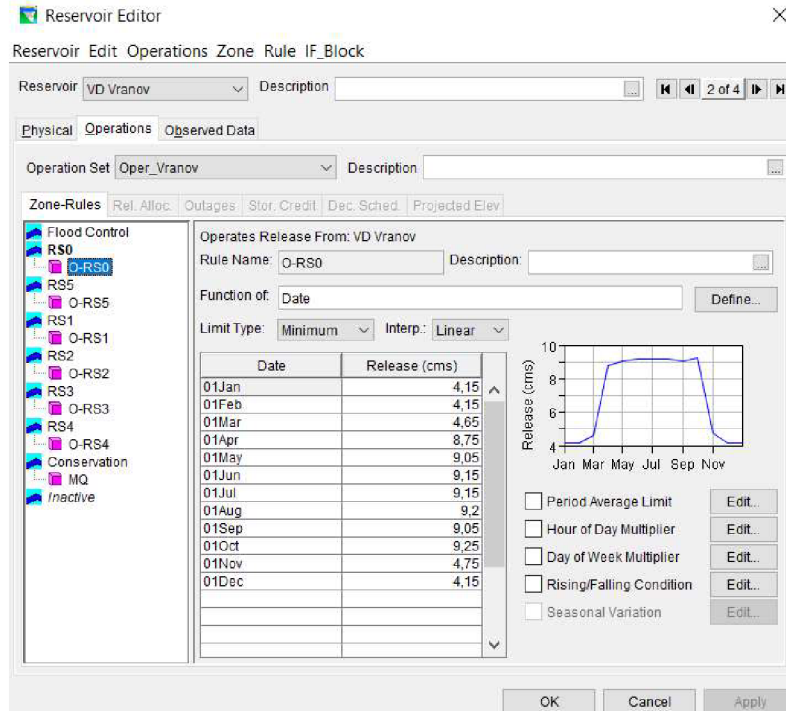 Reservoir Editor
Reservoir Edit Operations Zone Rule IF_Block
Reservoir VD Vranov Description ... 2 of 4
Physical Operations Observed Data
Operation Set Oper_Vranov Description ...
Zone-Rules Rel. Alloc. Outages Stor. Credit Dec. Sched. Projected Elev
Flood Control
RS0
O-RS0
RS5
O-RS5
RS1
O-RS1
RS2
O-RS2
RS3
O-RS3
RS4
O-RS4
Conservation
MQ
Inactive
Operates Release From: VD Vranov
Rule Name: O-RS0 Description: ...
Function of: Date Define...
Limit Type: Minimum Interp.: Linear
Date Release (cms)
01Jan 4,15
01Feb 4,15
01Mar 4,65
01Apr 8,75
01May 9,05
01Jun 9,15
01Jul 9,15
01Aug 9,2
01Sep 9,05
01Oct 9,25
01Nov 4,75
01Dec 4,15
Release (cms)
10
8
6
4
Jan Mar May Jul Sep Nov
Period Average Limit Edit...
Hour of Day Multiplier Edit...
Day of Week Multiplier Edit...
Rising/Falling Condition Edit...
Seasonal Variation Edit...
OK Cancel Apply